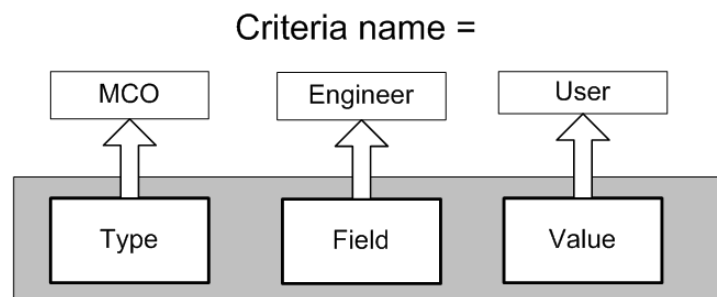 Criteria name =
MCO Engineer User
Type Field Value